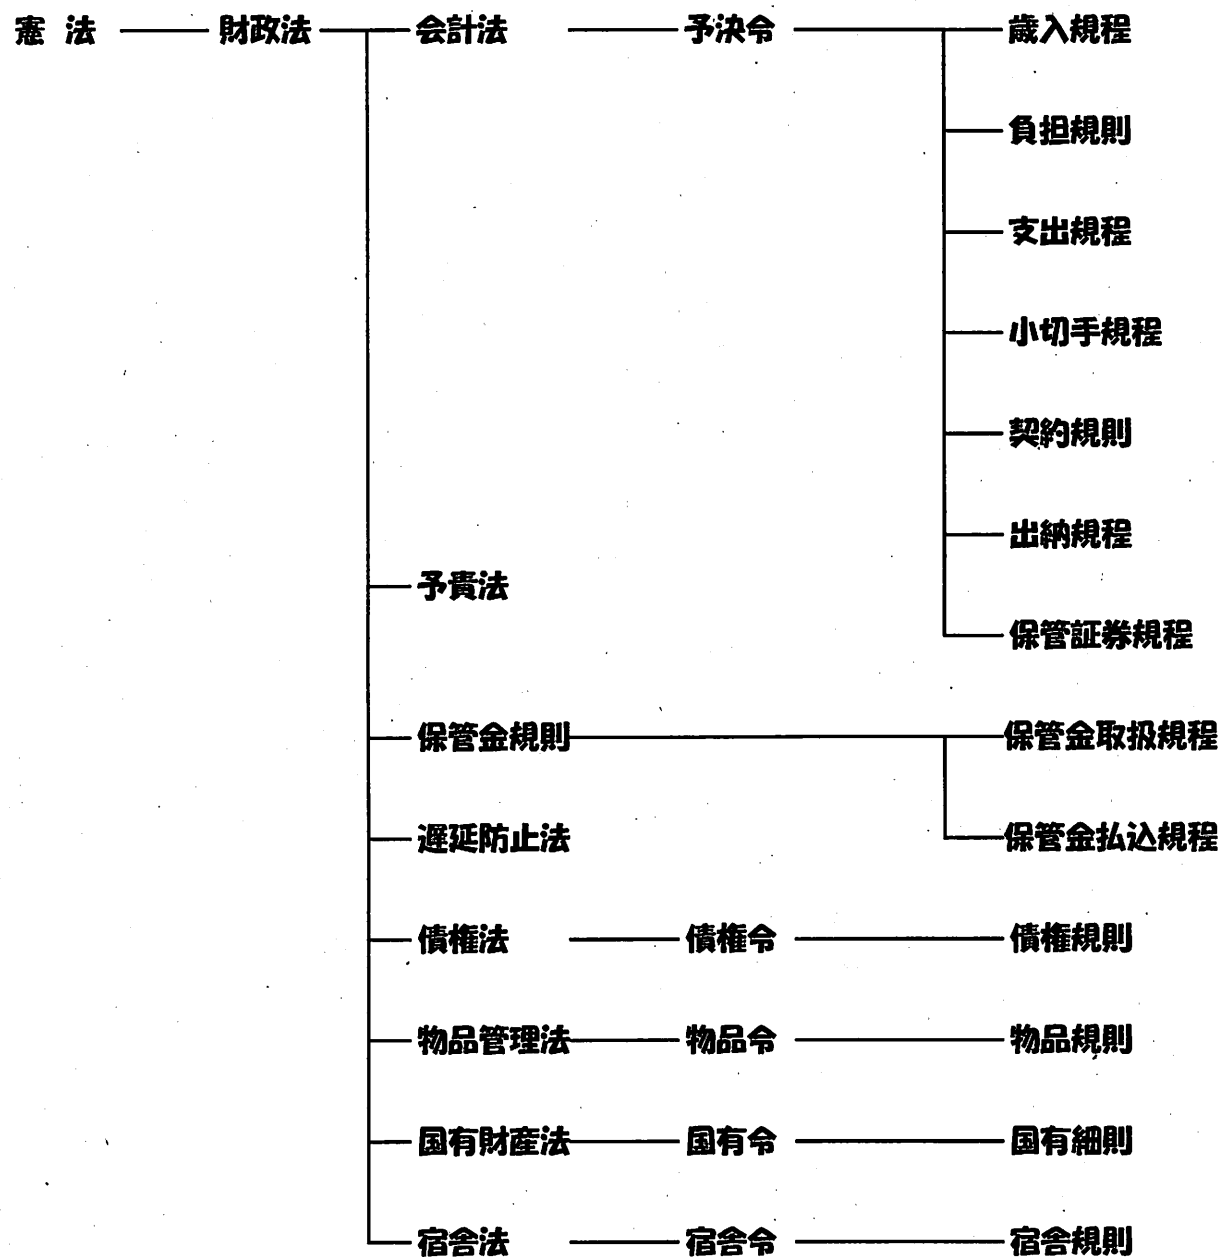 憲 法 財政法 会計法 予決令 歳入規程
負担規則
支出規程
小切手規程
契約規則
出納規程
予責法
保管証券規程
保管金規則 保管金取扱規程
遅延防止法 保管金払込規程
債権法 債権令 債権規則
物品管理法 物品令 物品規則
国有財産法 国有令 国有細則
宿舎法 宿舎令 宿舎規則